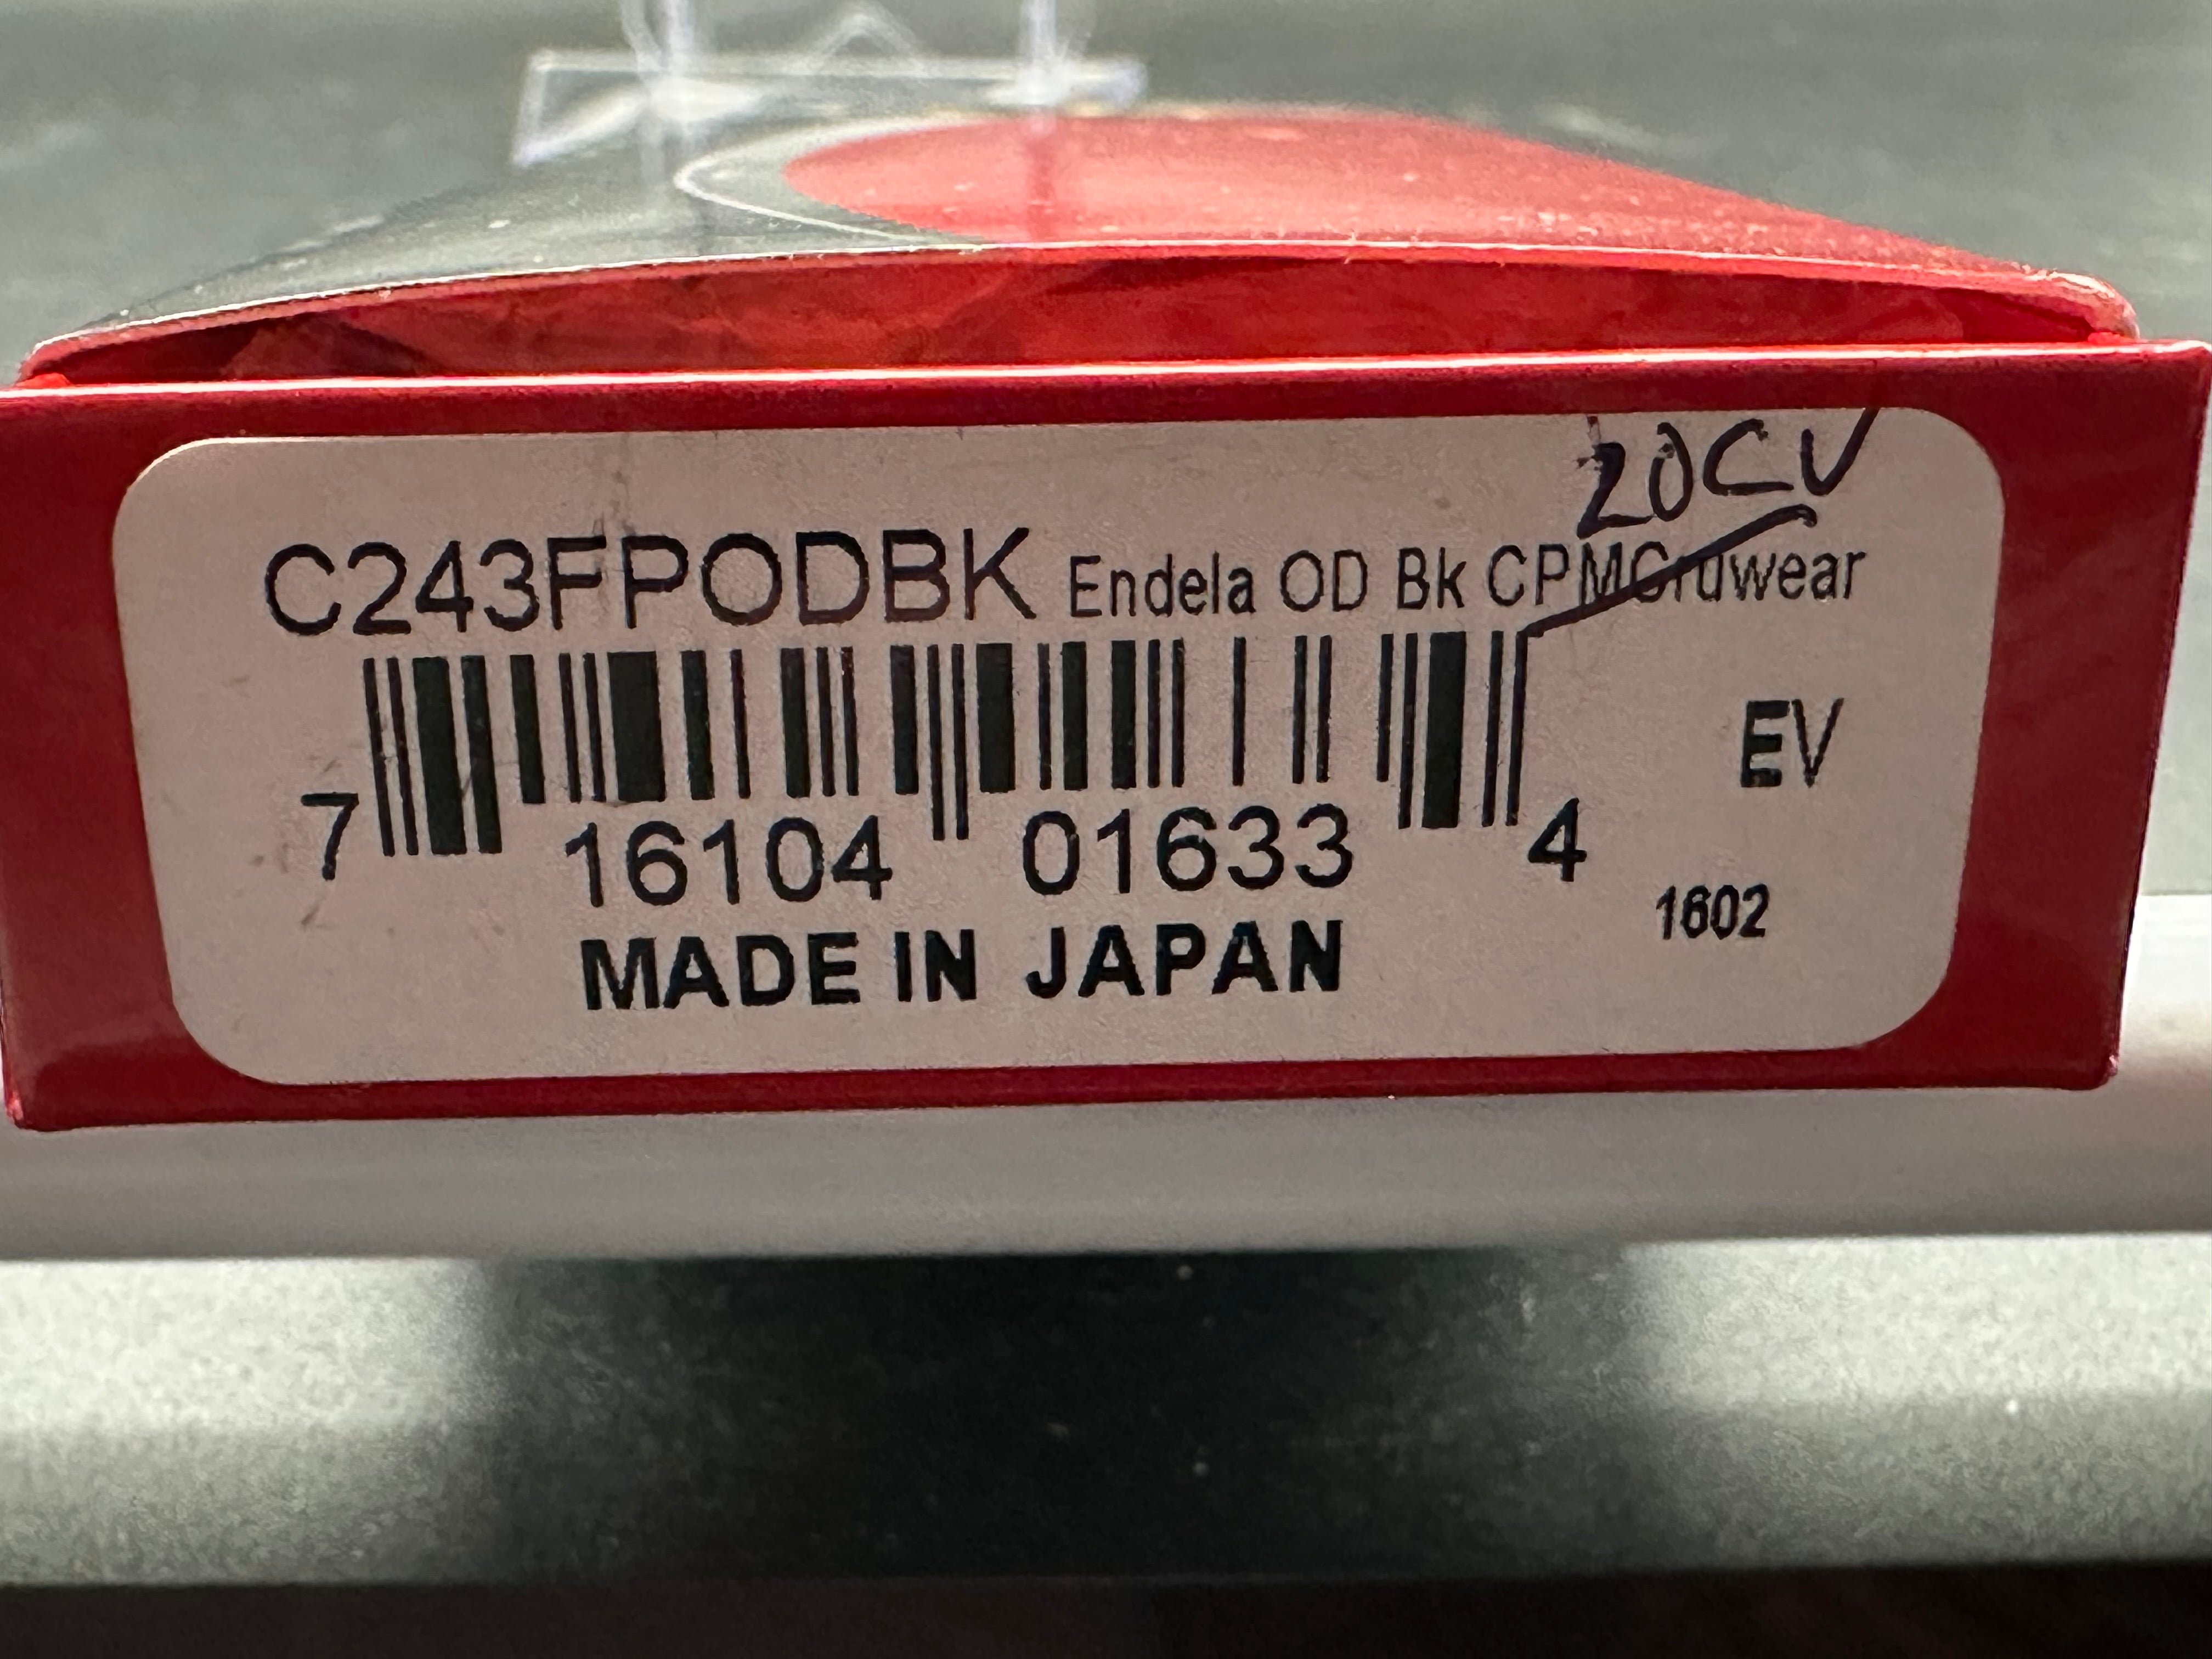 20CV
C243FPODBK Endela OD Bk CPMCruwear
EV
7 16104 01633 4
1602
MADE IN JAPAN